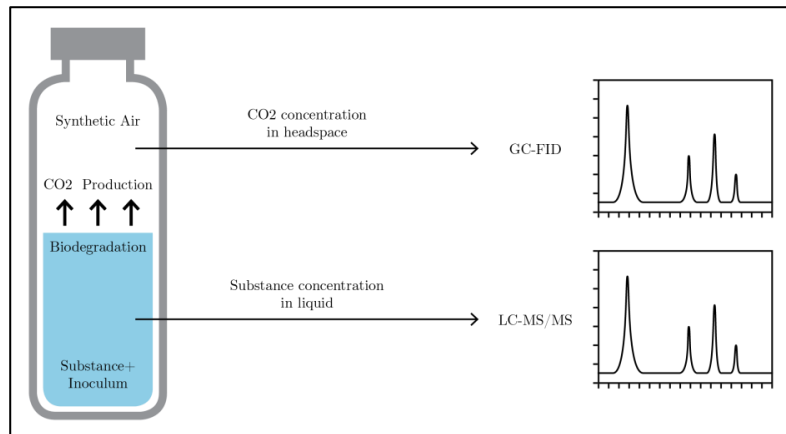 Synthetic Air
CO2 concentration
in headspace
GC-FID
CO2 Production
Biodegradation
Substance concentration
in liquid
LC-MS/MS
Substance+
Inoculum